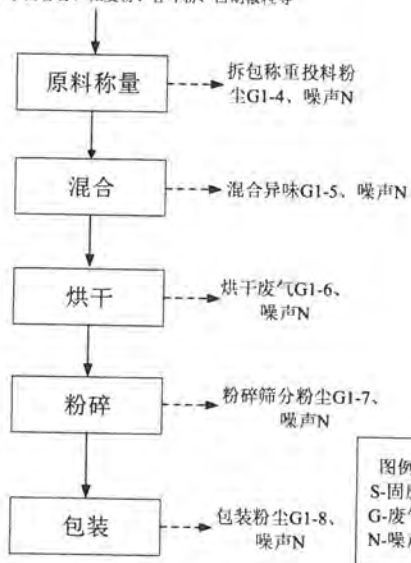 原料称量
拆包称重投料粉
尘G1-4、噪声N
混合
混合异味G1-5、噪声N
烘干
烘干废气G1-6、
噪声N
粉碎
粉碎筛分粉尘G1-7、
噪声N
图例
S-固废
G-废气
N-噪声
包装
包装粉尘G1-8、
噪声N